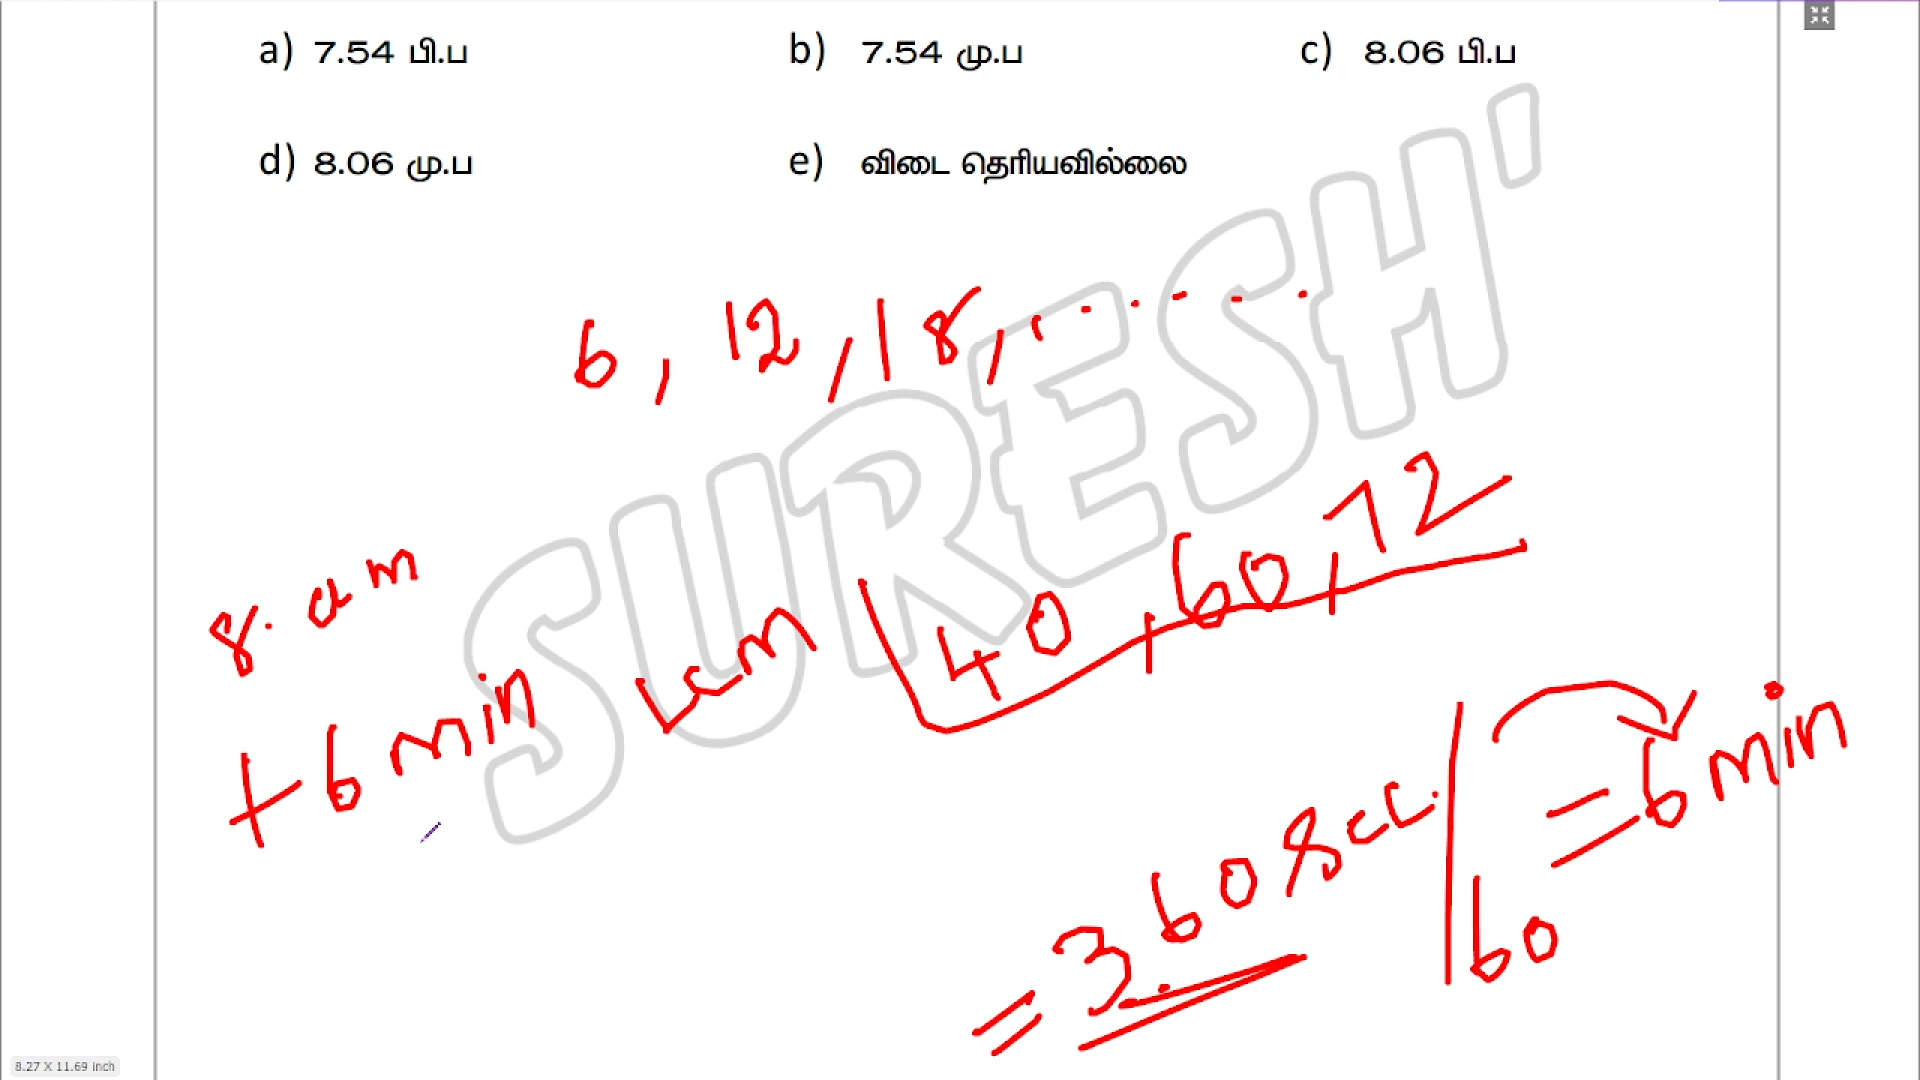 a) 7.54 பி.ப b) 7.54 மு.ப c) 8.06 பி.ப
d) 8.06 மு.ப e) விடை தெரியவில்லை
SURESH'
6, 12, 18, ........
8. am
+ 6 min
Lcm 40, 60, 72
= 360 sec. / 60 = 6 min
8.27 X 11.69 inch